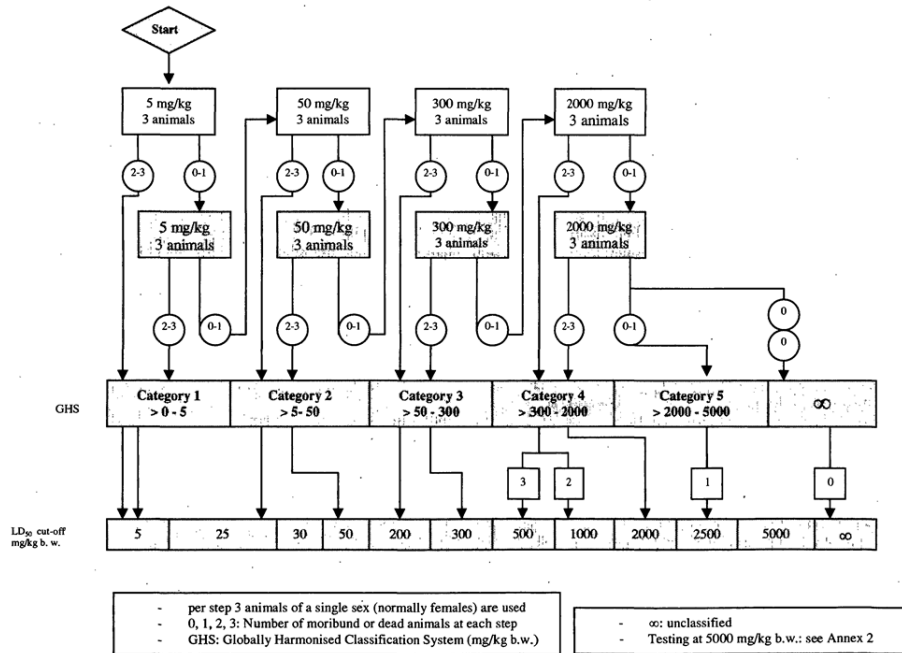 Start
5 mg/kg
3 animals
50 mg/kg
3 animals
300 mg/kg
3 animals
2000 mg/kg
3 animals
2-3
0-1
2-3
0-1
2-3
0-1
2-3
0-1
5 mg/kg
3 animals
50 mg/kg
3 animals
300 mg/kg
3 animals
2000 mg/kg
3 animals
2-3
0-1
2-3
0-1
2-3
0-1
2-3
0-1
0
0
GHS
Category 1
> 0 - 5
Category 2
> 5- 50
Category 3
> 50 - 300
Category 4
> 300 - 2000
Category 5
> 2000 - 5000
∞
3
2
1
0
LD50 cut-off
mg/kg b. w.
5
25
30
50
200
300
500
1000
2000
2500
5000
∞
- per step 3 animals of a single sex (normally females) are used
- 0, 1, 2, 3: Number of moribund or dead animals at each step
- GHS: Globally Harmonised Classification System (mg/kg b.w.)
- ∞: unclassified
- Testing at 5000 mg/kg b.w.: see Annex 2